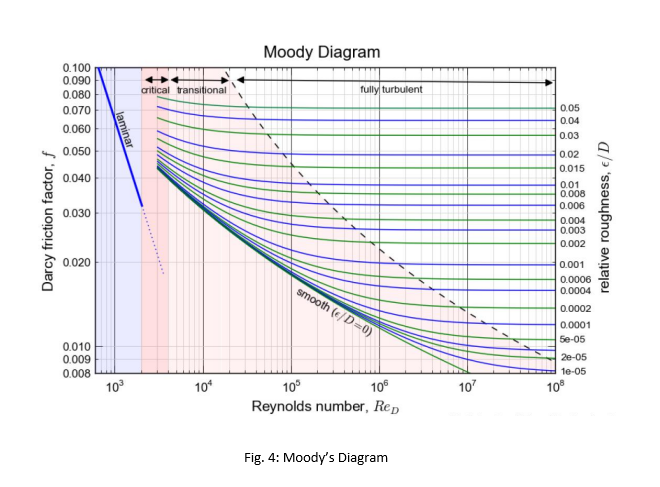 Moody Diagram
0.100
0.090
0.080
0.070
0.060
0.050
0.040
0.030
0.020
0.010
0.009
0.008
Darcy friction factor, f
laminar
critical
transitional
fully turbulent
smooth (ϵ/D=0)
0.05
0.04
0.03
0.02
0.015
0.01
0.008
0.006
0.004
0.003
0.002
0.001
0.0006
0.0004
0.0002
0.0001
5e-05
2e-05
1e-05
relative roughness, ϵ/D
10³
10⁴
10⁵
10⁶
10⁷
10⁸
Reynolds number, Re_D
Fig. 4: Moody’s Diagram